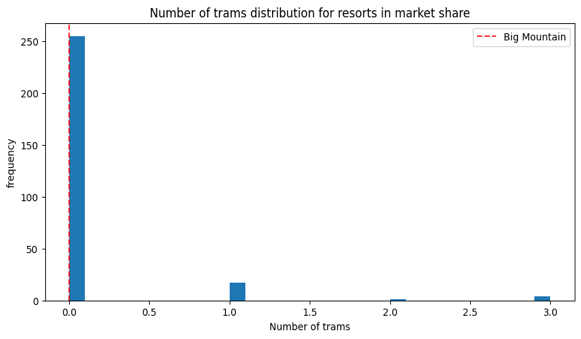 Number of trams distribution for resorts in market share
Big Mountain
250
200
150
100
50
0
frequency
0.0 0.5 1.0 1.5 2.0 2.5 3.0
Number of trams